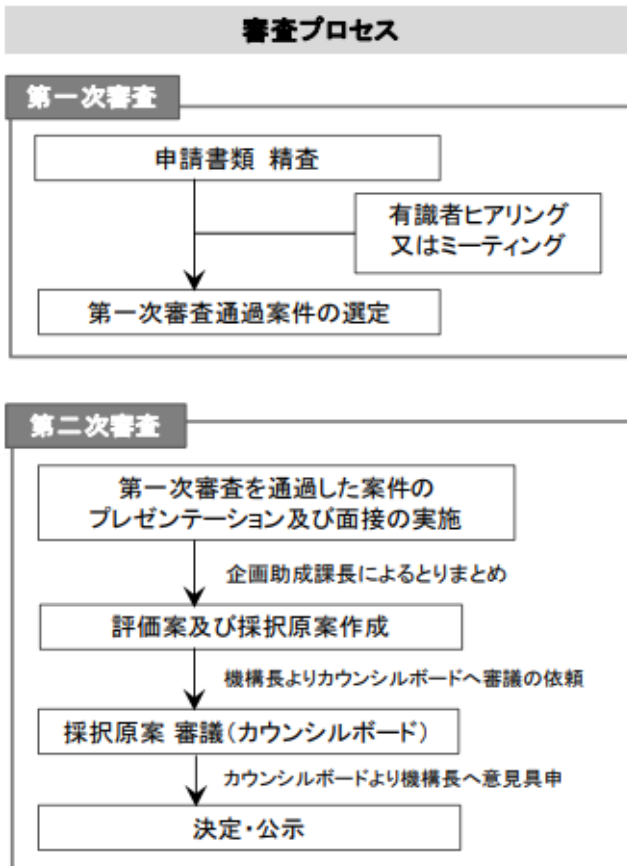 審査プロセス
第一次審査
申請書類 精査
有識者ヒアリング
又はミーティング
第一次審査通過案件の選定
第二次審査
第一次審査を通過した案件の
プレゼンテーション及び面接の実施
企画助成課長によるとりまとめ
評価案及び採択原案作成
機構長よりカウンシルボードへ審議の依頼
採択原案 審議(カウンシルボード)
カウンシルボードより機構長へ意見具申
決定・公示